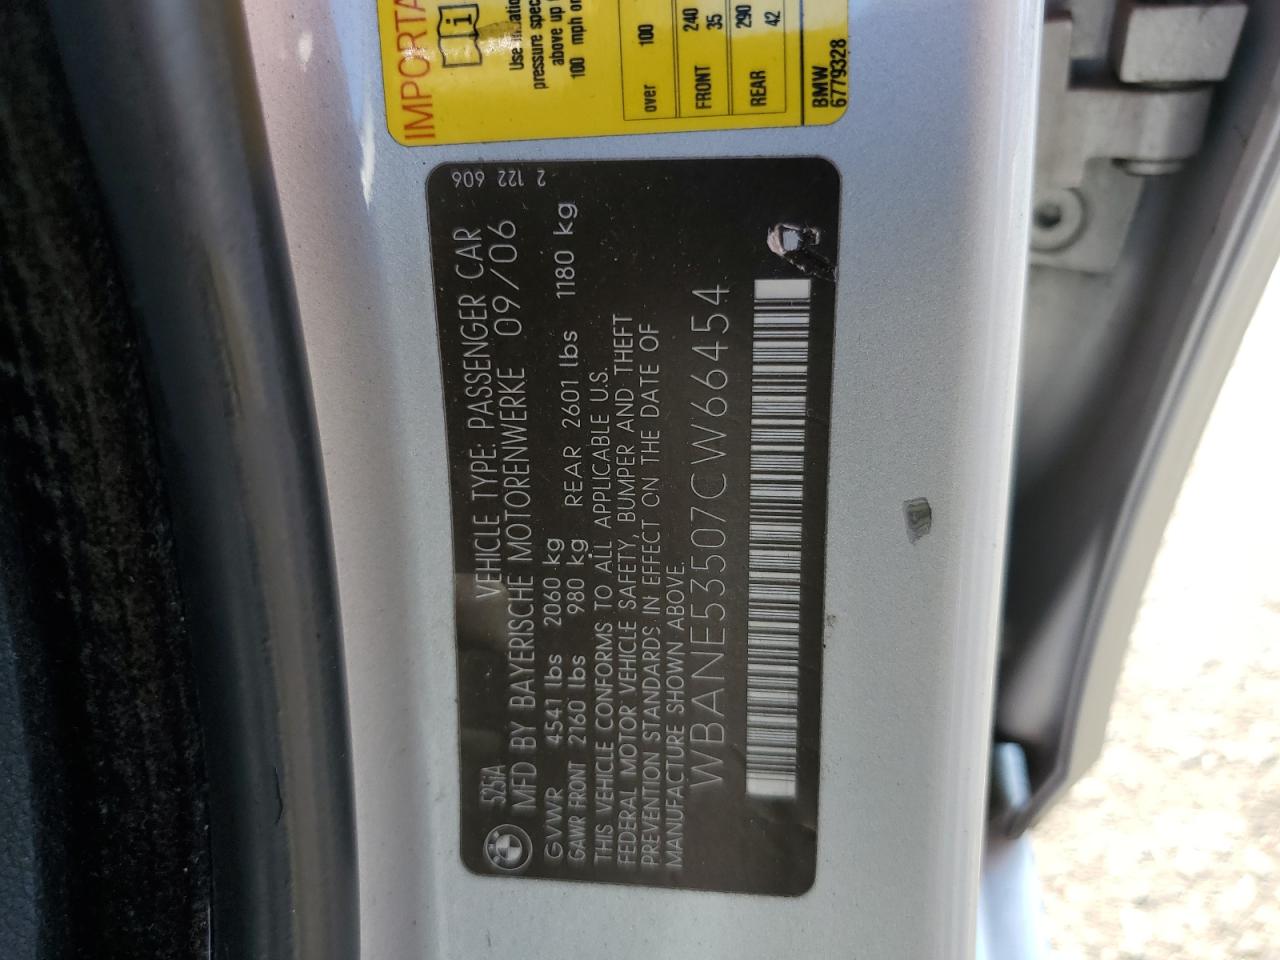 IMPORTA
Use
pressure spec
above up
100 mph or
over 100
FRONT 240 35
REAR 290 42
BMW
6779328
525iA VEHICLE TYPE: PASSENGER CAR
MFD BY BAYERISCHE MOTORENWERKE 09/06
GVWR 4541 lbs 2060 kg
GAWR FRONT 2160 lbs 980 kg REAR 2601 lbs 1180 kg
THIS VEHICLE CONFORMS TO ALL APPLICABLE U.S.
FEDERAL MOTOR VEHICLE SAFETY, BUMPER AND THEFT
PREVENTION STANDARDS IN EFFECT ON THE DATE OF
MANUFACTURE SHOWN ABOVE.
WBANE53507CW66454
2 122 606